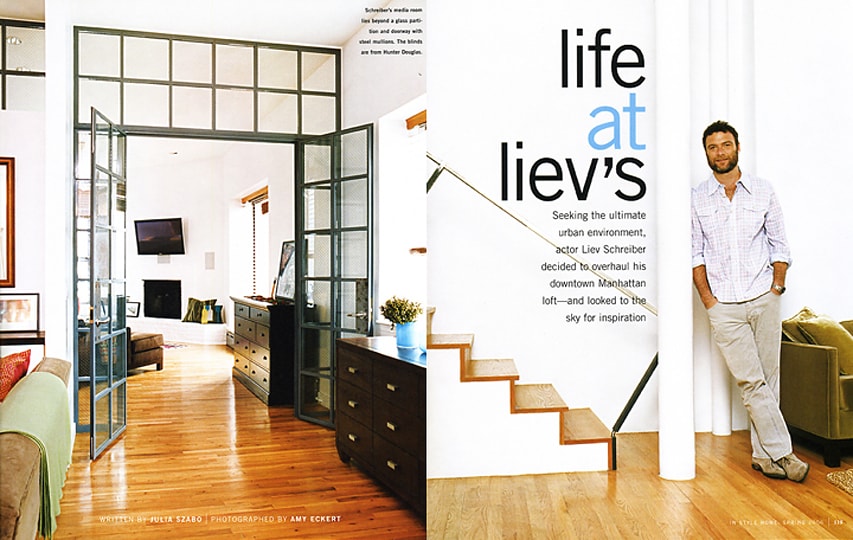 Schreiber's media room
lies beyond a glass parti-
tion and doorway with
steel mullions. The blinds
are from Hunter Douglas.
life
at
liev's
Seeking the ultimate
urban environment,
actor Liev Schreiber
decided to overhaul his
downtown Manhattan
loft—and looked to the
sky for inspiration
WRITTEN BY JULIA SZABO | PHOTOGRAPHED BY AMY ECKERT
IN STYLE HOME, SPRING 2006